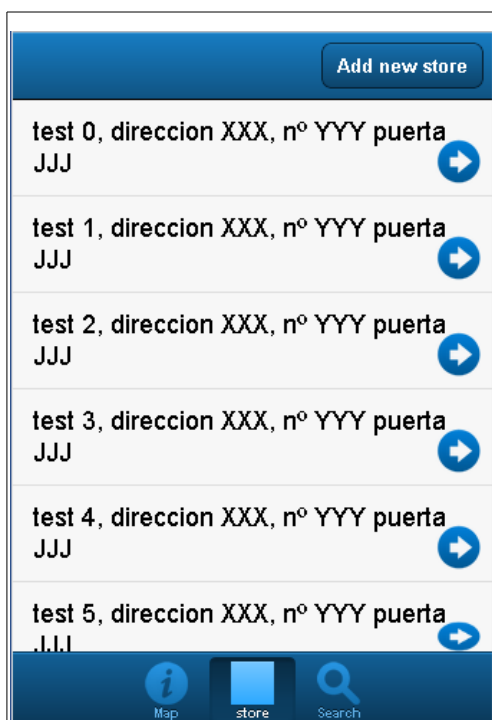 Add new store
test 0, direccion XXX, nº YYY puerta
JJJ
test 1, direccion XXX, nº YYY puerta
JJJ
test 2, direccion XXX, nº YYY puerta
JJJ
test 3, direccion XXX, nº YYY puerta
JJJ
test 4, direccion XXX, nº YYY puerta
JJJ
test 5, direccion XXX, nº YYY puerta
JJJ
Map store Search